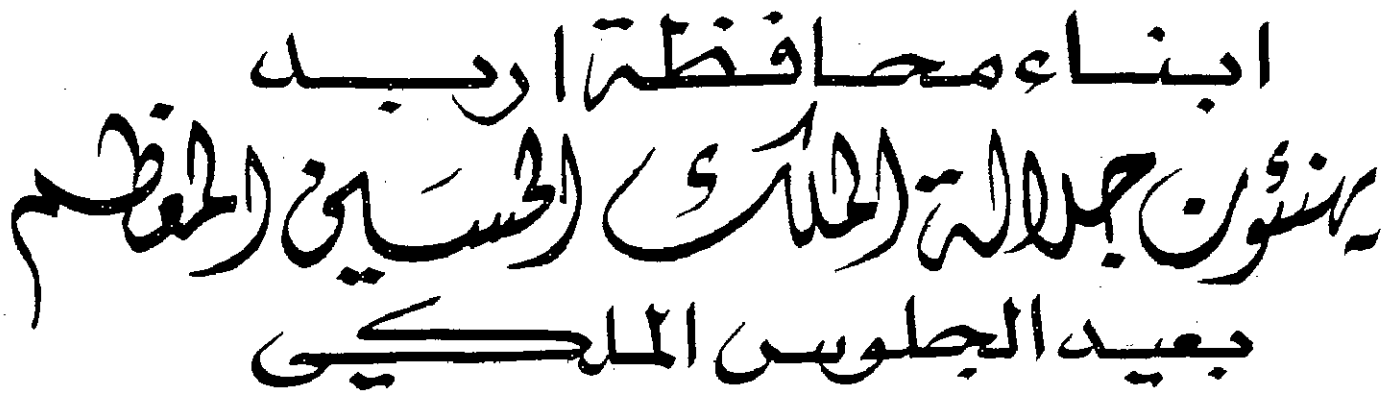 ابناء محافظة اربد
يهنئون جلالة الملك الحسين المعظم
بعيد الجلوس الملكي